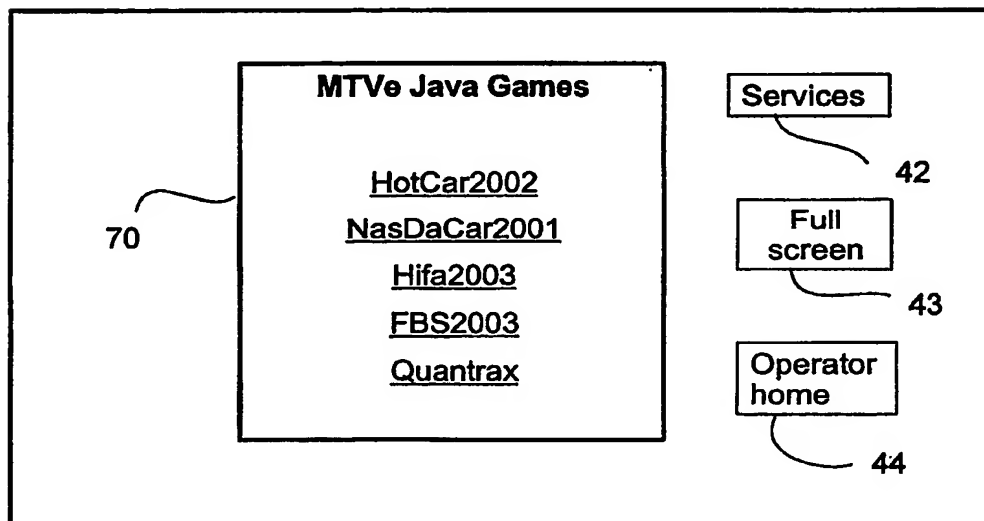 MTVe Java Games
HotCar2002
NasDaCar2001
Hifa2003
FBS2003
Quantrax
70
Services
42
Full
screen
43
Operator
home
44